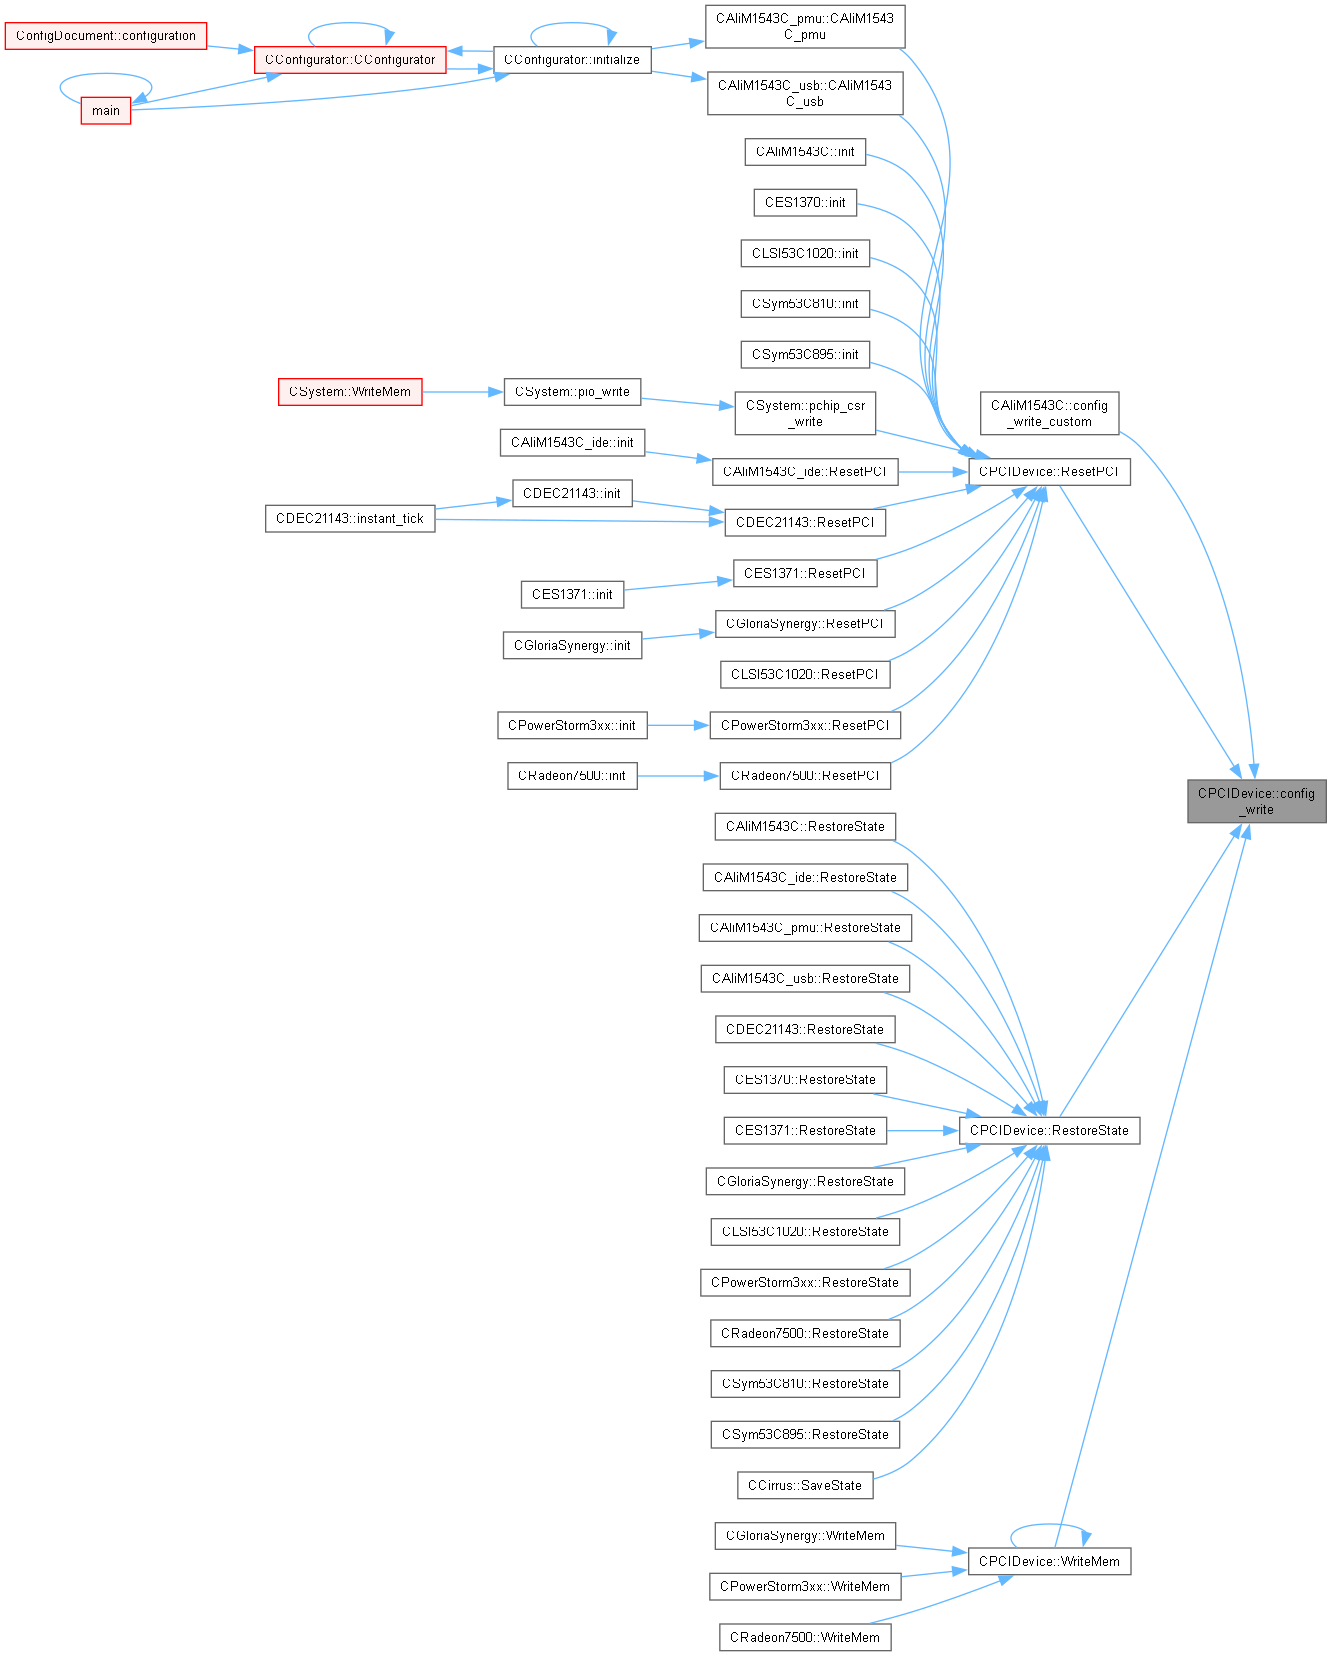 ConfigDocument::configuration
CConfigurator::CConfigurator
main
CConfigurator::initialize
CAliM1543C_pmu::CAliM1543
C_pmu
CAliM1543C_usb::CAliM1543
C_usb
CAliM1543C::init
CES1370::init
CLSI53C1020::init
CSym53C810::init
CSym53C895::init
CSystem::WriteMem
CSystem::pio_write
CSystem::pchip_csr
_write
CAliM1543C::config
_write_custom
CAliM1543C_ide::init
CAliM1543C_ide::ResetPCI
CPCIDevice::ResetPCI
CDEC21143::instant_tick
CDEC21143::init
CDEC21143::ResetPCI
CES1371::init
CES1371::ResetPCI
CGloriaSynergy::init
CGloriaSynergy::ResetPCI
CLSI53C1020::ResetPCI
CPowerStorm3xx::init
CPowerStorm3xx::ResetPCI
CRadeon7500::init
CRadeon7500::ResetPCI
CPCIDevice::config
_write
CAliM1543C::RestoreState
CAliM1543C_ide::RestoreState
CAliM1543C_pmu::RestoreState
CAliM1543C_usb::RestoreState
CDEC21143::RestoreState
CES1370::RestoreState
CES1371::RestoreState
CPCIDevice::RestoreState
CGloriaSynergy::RestoreState
CLSI53C1020::RestoreState
CPowerStorm3xx::RestoreState
CRadeon7500::RestoreState
CSym53C810::RestoreState
CSym53C895::RestoreState
CCirrus::SaveState
CGloriaSynergy::WriteMem
CPCIDevice::WriteMem
CPowerStorm3xx::WriteMem
CRadeon7500::WriteMem